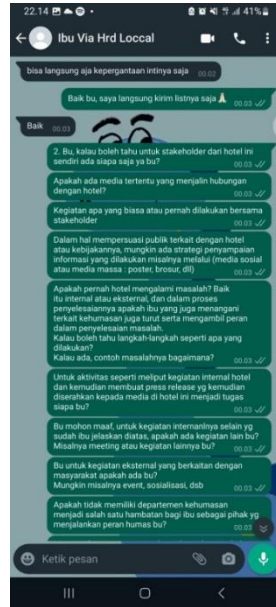 22.14
41%
Ibu Via Hrd Loccal
bisa langsung aja kepergantaan intinya saja 00.02
Baik bu, saya langsung kirim listnya saja 🙏 00.03
Baik 00.03
2. Bu, kalau boleh tahu untuk stakeholder dari hotel ini
sendiri ada siapa saja ya bu? 00.03
Apakah ada media tertentu yang menjalin hubungan
dengan hotel? 00.03
Kegiatan apa yang bissa atau pernah dilakukan bersama
stakeholder 00.03
Dalam hal mempersuasi publik terkait dengan hotel
atau kebijakannya, mungkin ada strategi penyampaian
informasi yang dilakukan misalnya melalui (media sosial
atau media massa : poster, brosur, dll) 00.03
Apakah pernah hotel mengalami masalah? Baik
itu internal atau eksternal, dan dalam proses
penyelesaiannya apakah ibu yang juga menangani
terkait kehumasan juga turut serta mengambil peran
dalam penyelesaian masalah.
Kalau boleh tahu langkah-langkah seperti apa yang
dilakukan?
Kalau ada, contoh masalahnya bagaimana? 00.03
Untuk aktivitas seperti meliput kegiatan internal hotel
dan kemudian membuat press release yg kemudian
diserahkan kepada media di hotel ini menjadi tugas
siapa bu? 00.03
Bu mohon maaf, untuk kegiatan internanlnya selain yg
sudah ibu jelaskan diatas, apakah ada kegiatan lain bu?
Misalnya meeting atau kegiatan lainnya bu? 00.03
Bu untuk kegiatan eksternal yang berkaitan dengan
masyarakat apakah ada bu?
Mungkin misalnya event, sosialisasi, dsb 00.03
Apakah tidak memiliki departemen kehumasan
menjadi salah satu hambatan bagi ibu sebagai pihak yg
menjalankan peran humas bu? 00.03
Ketik pesan